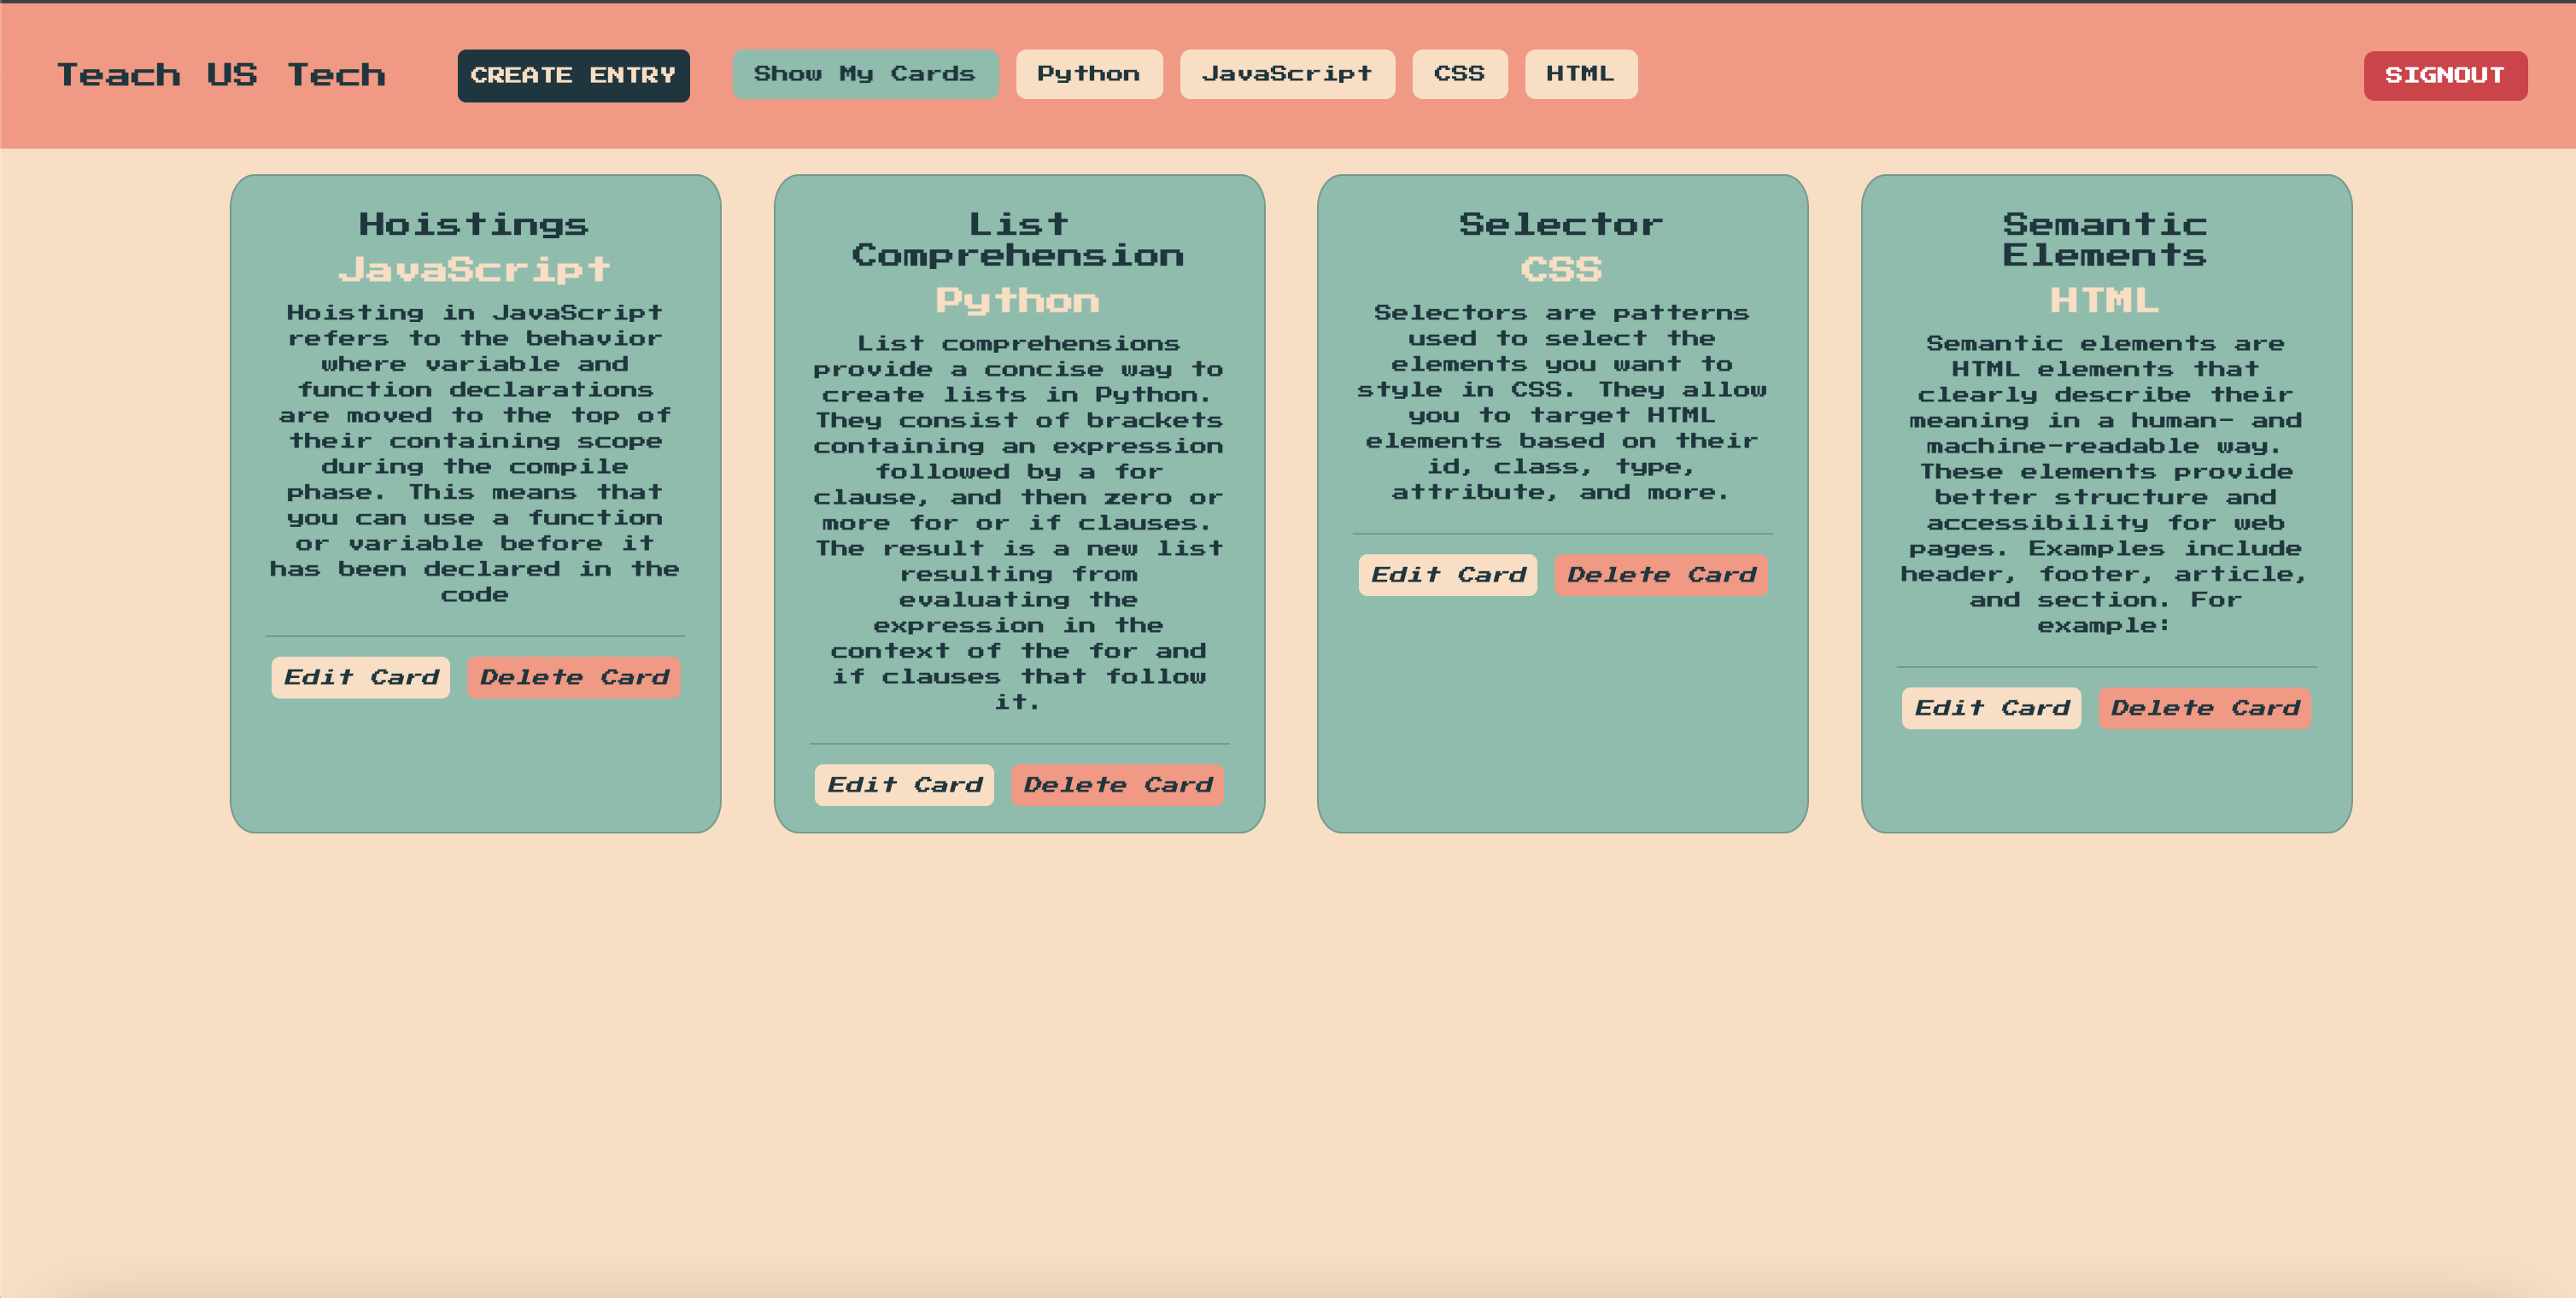 Teach US Tech
CREATE ENTRY
Show My Cards
Python
JavaScript
CSS
HTML
SIGNOUT
Hoistings
JavaScript
Hoisting in JavaScript
refers to the behavior
where variable and
function declarations
are moved to the top of
their containing scope
during the compile
phase. This means that
you can use a function
or variable before it
has been declared in the
code
Edit Card
Delete Card
List
Comprehension
Python
List comprehensions
provide a concise way to
create lists in Python.
They consist of brackets
containing an expression
followed by a for
clause, and then zero or
more for or if clauses.
The result is a new list
resulting from
evaluating the
expression in the
context of the for and
if clauses that follow
it.
Edit Card
Delete Card
Selector
CSS
Selectors are patterns
used to select the
elements you want to
style in CSS. They allow
you to target HTML
elements based on their
id, class, type,
attribute, and more.
Edit Card
Delete Card
Semantic
Elements
HTML
Semantic elements are
HTML elements that
clearly describe their
meaning in a human- and
machine-readable way.
These elements provide
better structure and
accessibility for web
pages. Examples include
header, footer, article,
and section. For
example:
Edit Card
Delete Card